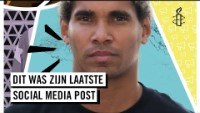 DIT WAS ZIJN LAATSTE
SOCIAL MEDIA POST